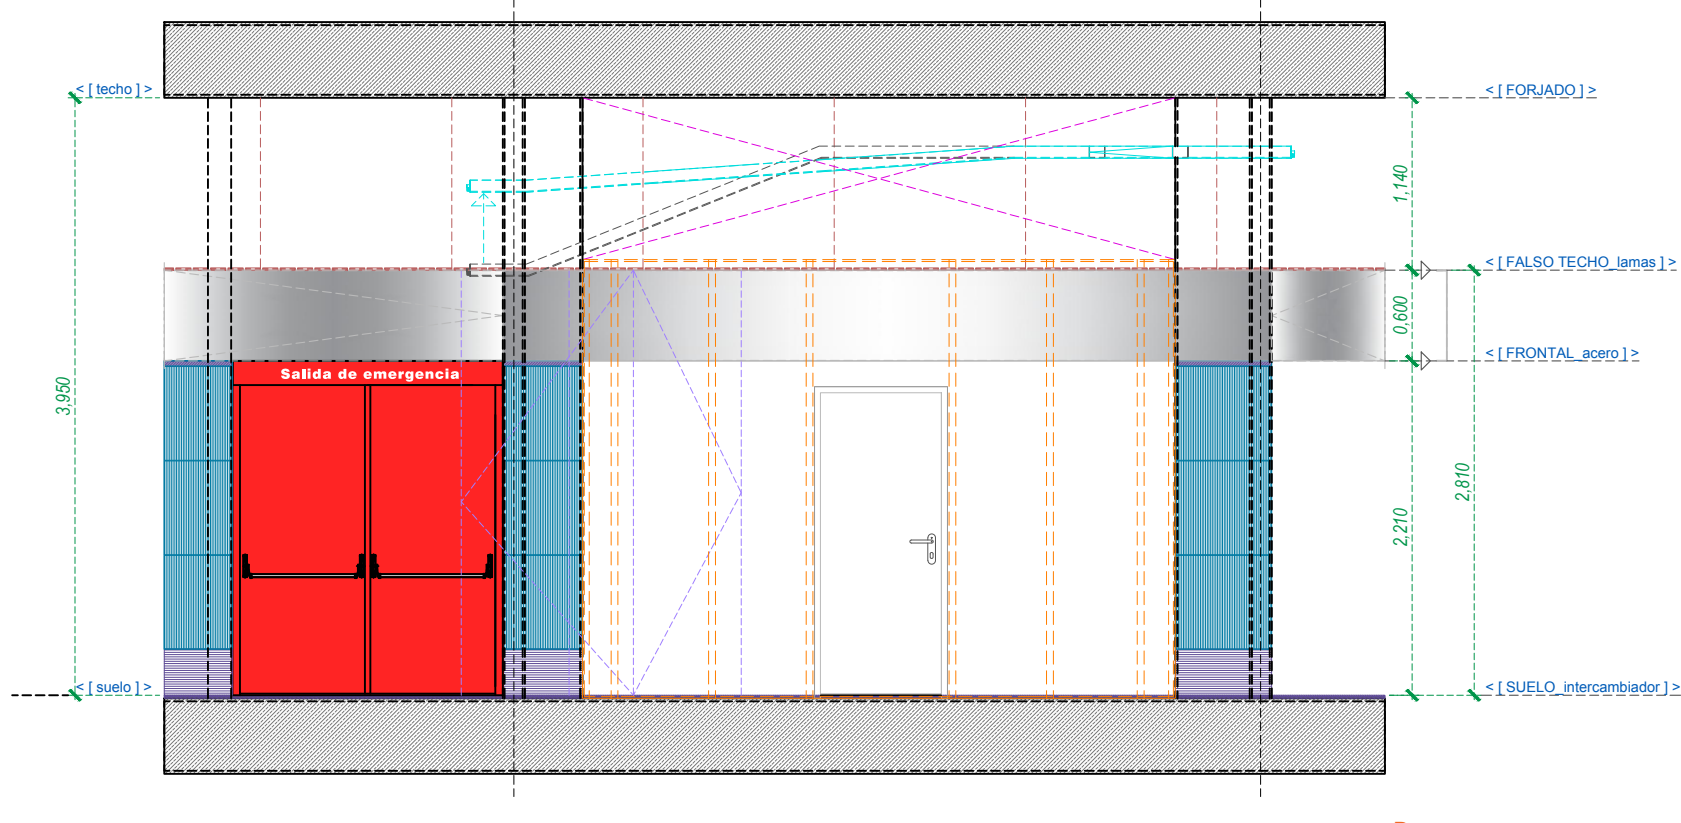 < [ techo ] >
< [ FORJADO ] >
1,140
< [ FALSO TECHO_lamas ] >
0,600
< [ FRONTAL_acero ] >
Salida de emergencia
3,950
2,810
2,210
< [ suelo ] >
< [ SUELO_intercambiador ] >